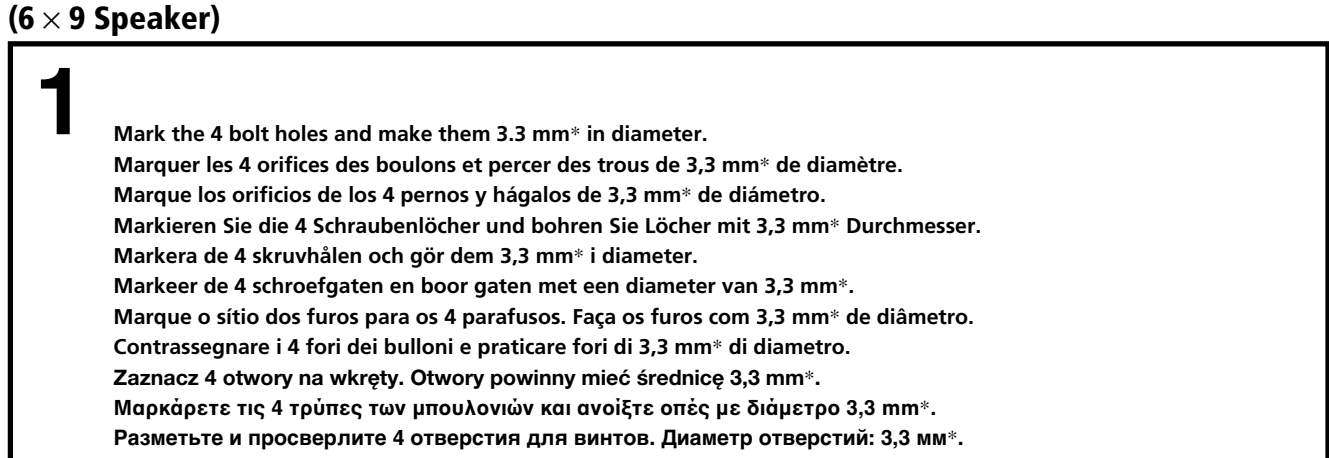 (6 × 9 Speaker)
1
Mark the 4 bolt holes and make them 3.3 mm* in diameter.
Marquer les 4 orifices des boulons et percer des trous de 3,3 mm* de diamètre.
Marque los orificios de los 4 pernos y hágalos de 3,3 mm* de diámetro.
Markieren Sie die 4 Schraubenlöcher und bohren Sie Löcher mit 3,3 mm* Durchmesser.
Markera de 4 skruvhålen och gör dem 3,3 mm* i diameter.
Markeer de 4 schroefgaten en boor gaten met een diameter van 3,3 mm*.
Marque o sítio dos furos para os 4 parafusos. Faça os furos com 3,3 mm* de diâmetro.
Contrassegnare i 4 fori dei bulloni e praticare fori di 3,3 mm* di diametro.
Zaznacz 4 otwory na wkręty. Otwory powinny mieć średnicę 3,3 mm*.
Μαρκάρετε τις 4 τρύπες των μπουλονιών και ανοίξτε οπές με διάμετρο 3,3 mm*.
Разметьте и просверлите 4 отверстия для винтов. Диаметр отверстий: 3,3 мм*.